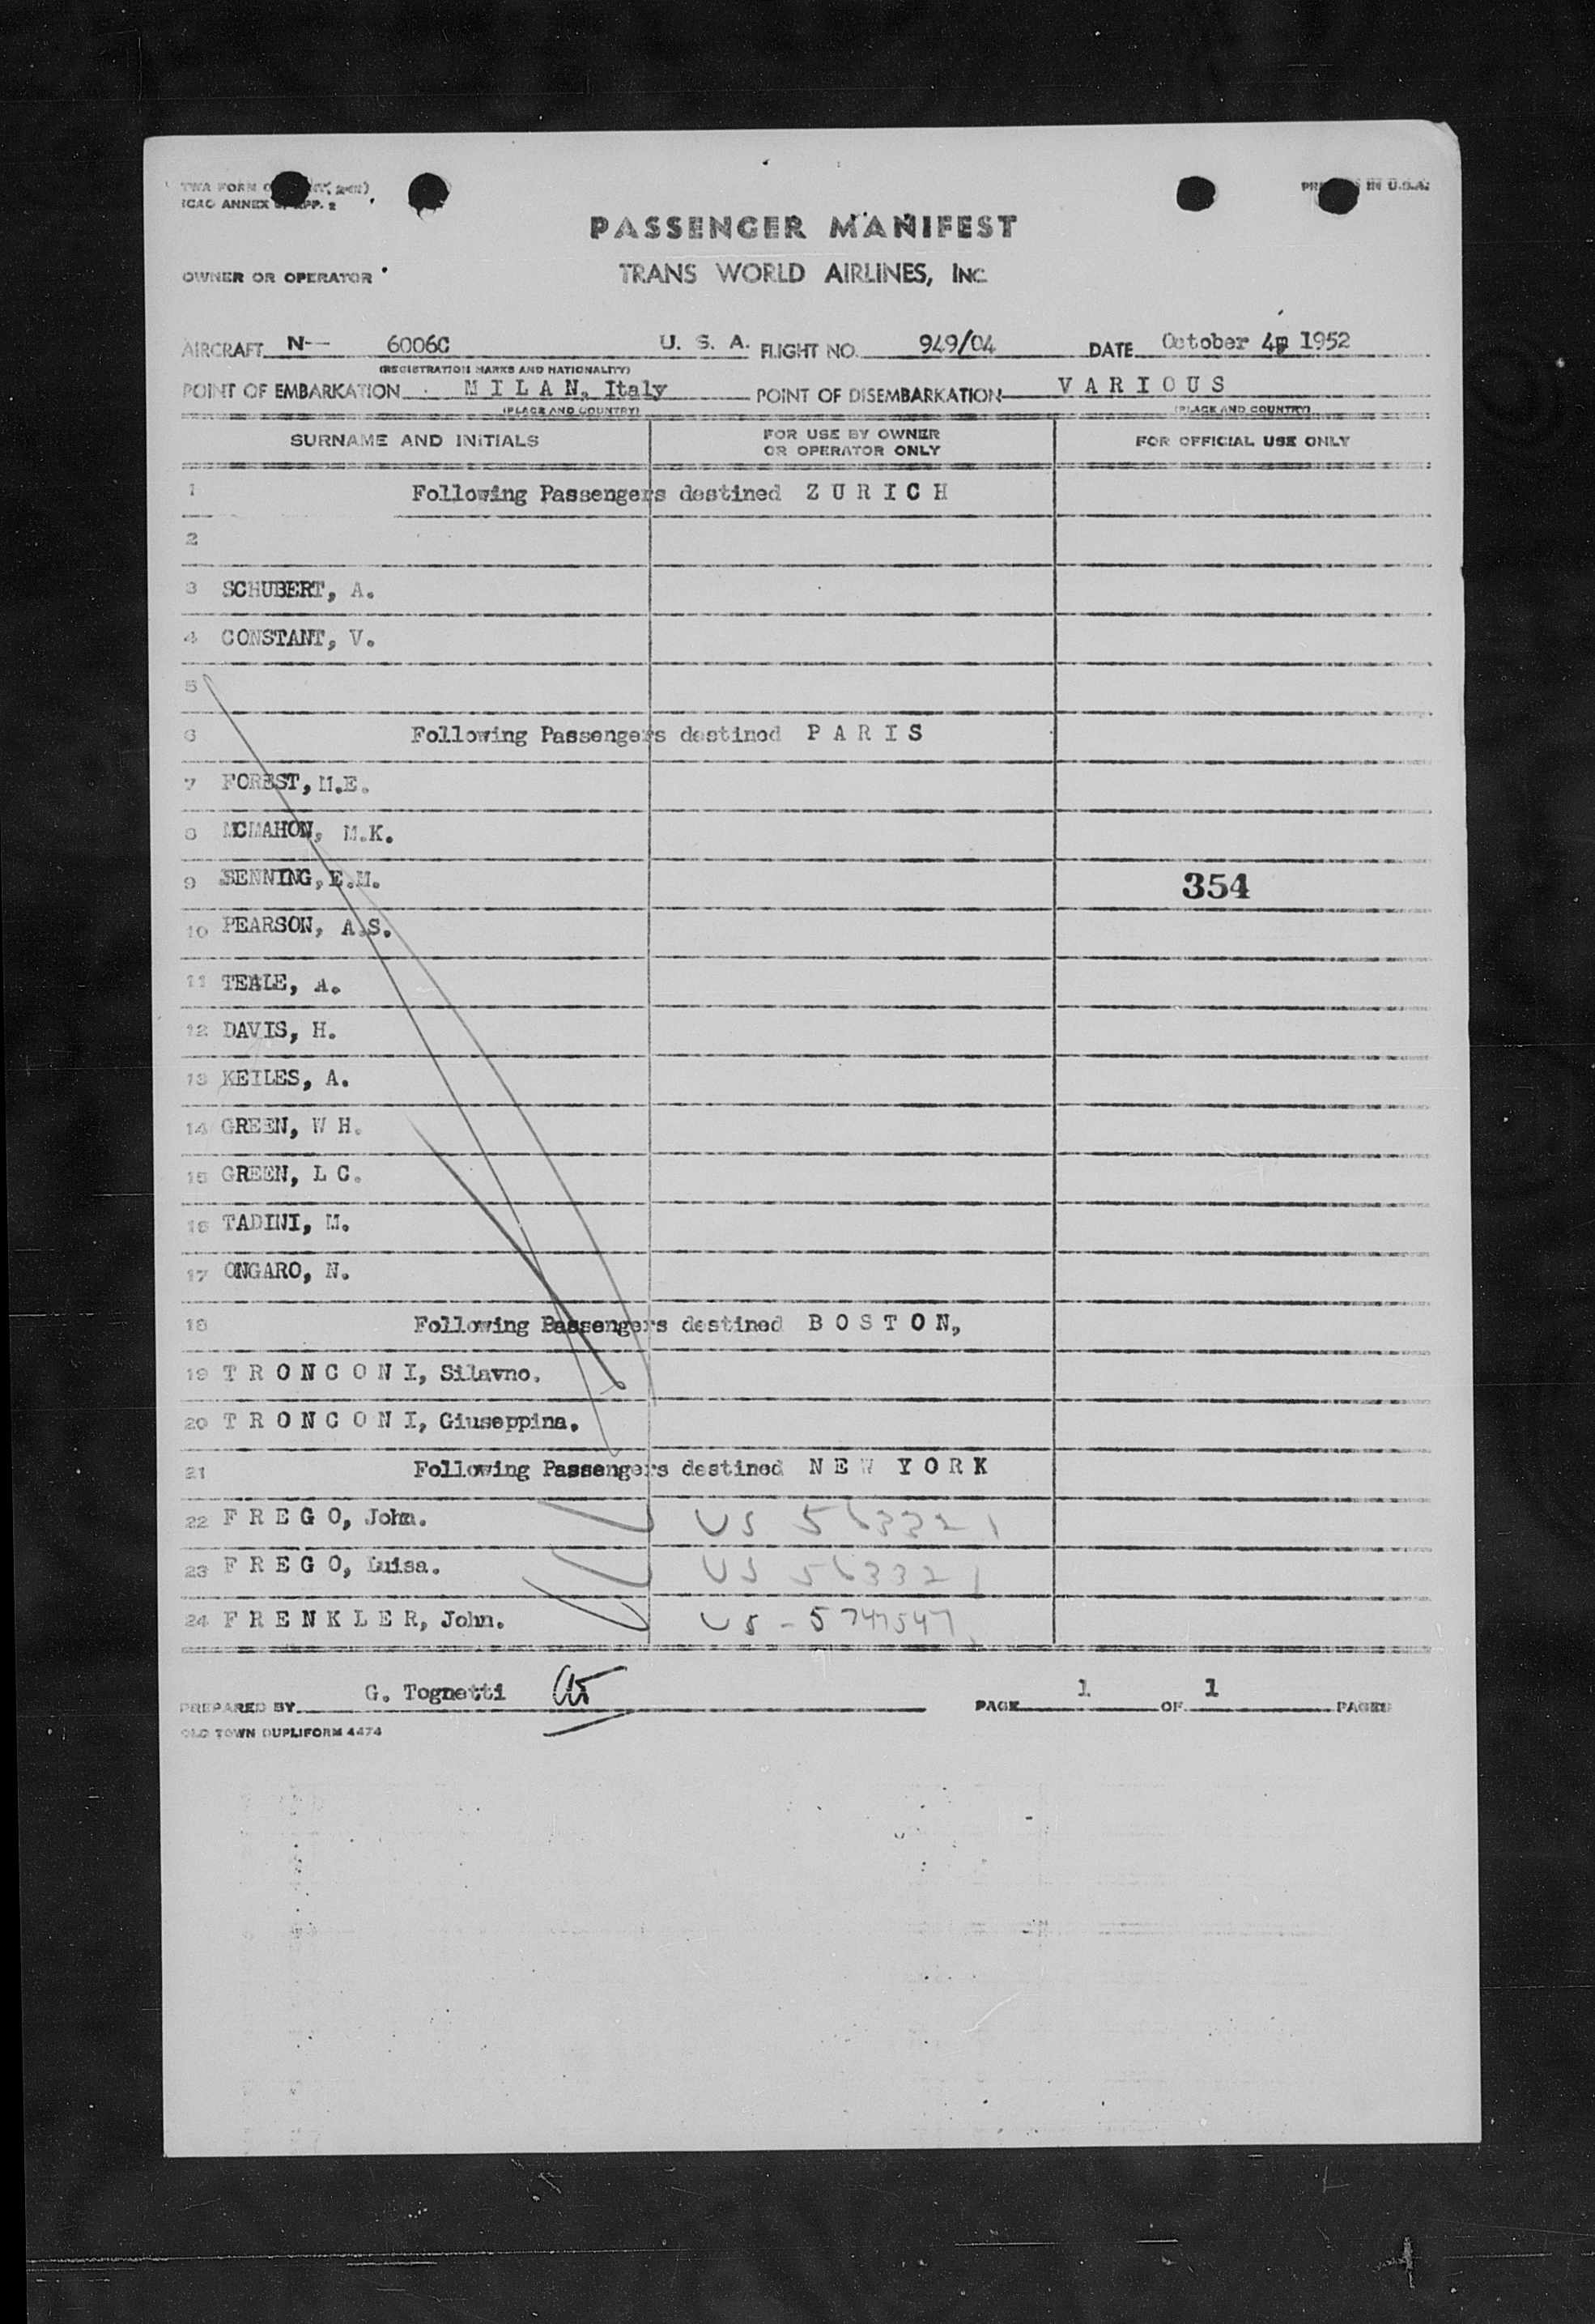 TWA FORM
ICAO ANNEX APP. 2
IN U.S.A.
PASSENGER MANIFEST
OWNER OR OPERATOR TRANS WORLD AIRLINES, INC
AIRCRAFT N-- 6006C U. S. A. FLIGHT NO. 949/04 DATE October 4, 1952
(REGISTRATION MARKS AND NATIONALITY)
POINT OF EMBARKATION M I L A N, Italy POINT OF DISEMBARKATION V A R I O U S
(PLACE AND COUNTRY) (PLACE AND COUNTRY)
SURNAME AND INITIALS FOR USE BY OWNER OR OPERATOR ONLY FOR OFFICIAL USE ONLY
1 Following Passengers destined Z U R I C H
2
3 SCHUBERT, A.
4 CONSTANT, V.
5
6 Following Passengers destined P A R I S
7 FOREST, M.E.
8 MCMAHON, M.K.
9 SENNING, E.M. 354
10 PEARSON, A.S.
11 TEALE, A.
12 DAVIS, H.
13 KEILES, A.
14 GREEN, W H.
15 GREEN, L C.
16 TADINI, M.
17 ONGARO, N.
18 Following Passengers destined B O S T O N,
19 T R O N C O N I, Silavno.
20 T R O N C O N I, Giuseppina.
21 Following Passengers destined N E W Y O R K
22 F R E G O, John. US 563321
23 F R E G O, Luisa. US 563321
24 F R E N K L E R, John. US - 5747547
PREPARED BY G. Tognetti PAGE 1 OF 1 PAGES
OLD TOWN DUPLIFORM 4474